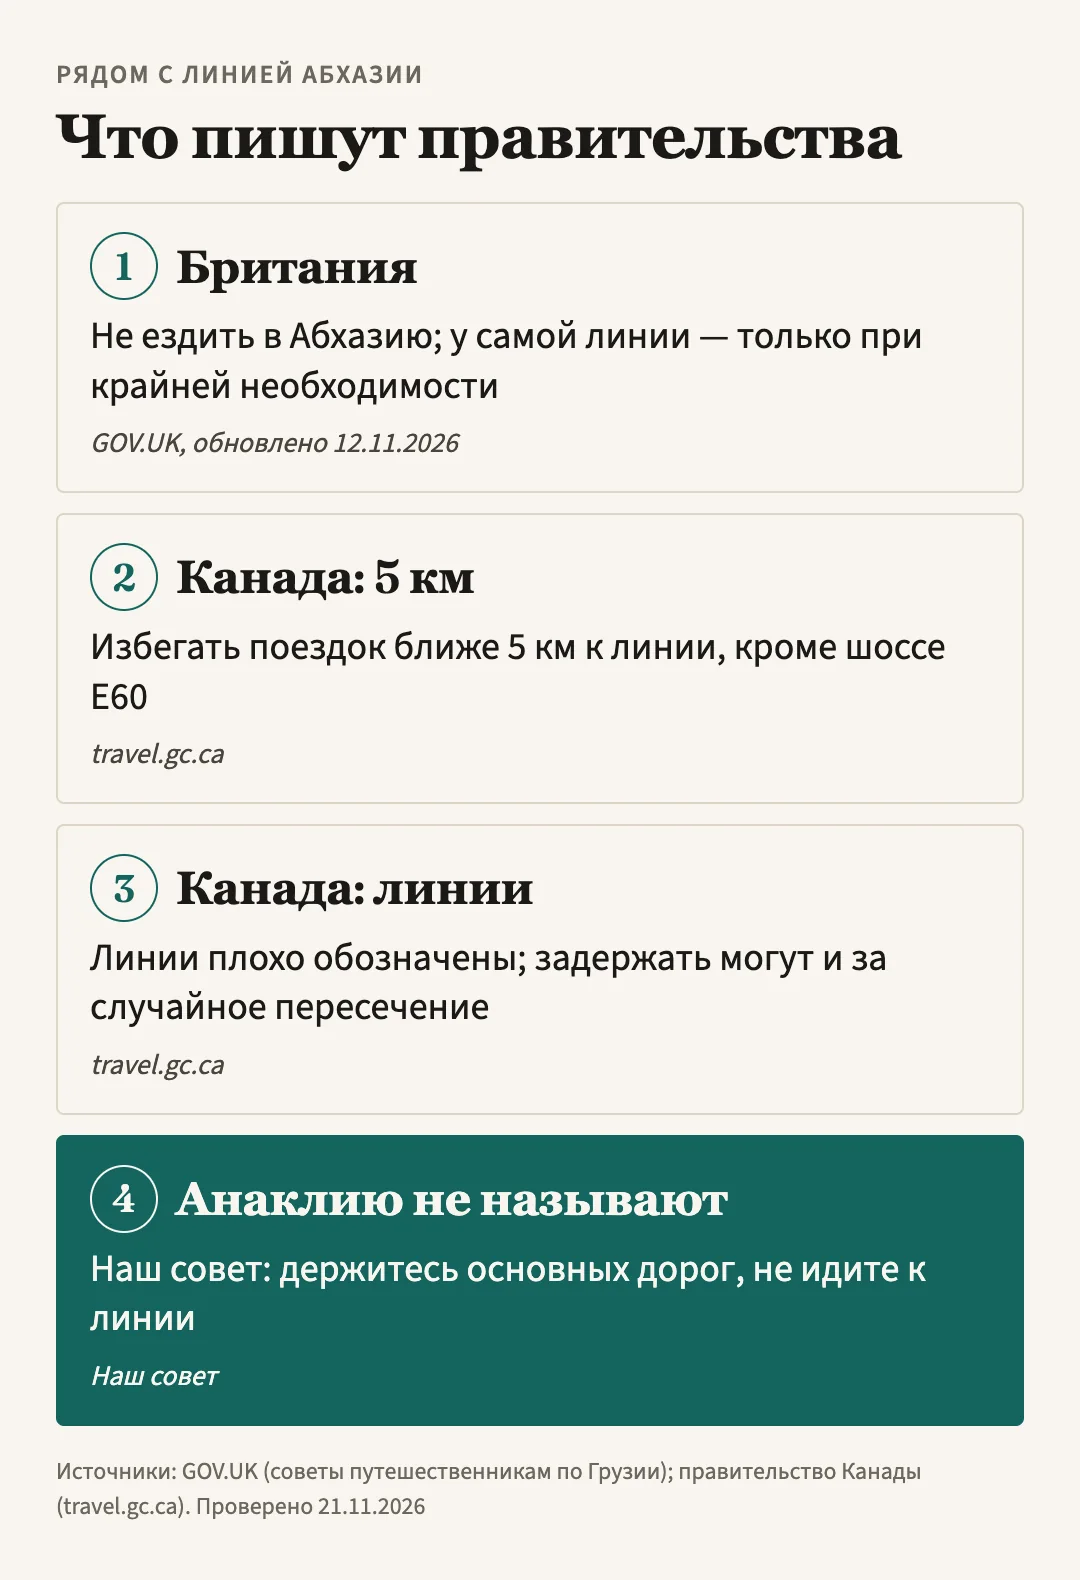 РЯДОМ С ЛИНИЕЙ АБХАЗИИ
Что пишут правительства
1 Британия
Не ездить в Абхазию; у самой линии — только при
крайней необходимости
GOV.UK, обновлено 12.11.2026
2 Канада: 5 км
Избегать поездок ближе 5 км к линии, кроме шоссе
E60
travel.gc.ca
3 Канада: линии
Линии плохо обозначены; задержать могут и за
случайное пересечение
travel.gc.ca
4 Анаклию не называют
Наш совет: держитесь основных дорог, не идите к
линии
Наш совет
Источники: GOV.UK (советы путешественникам по Грузии); правительство Канады
(travel.gc.ca). Проверено 21.11.2026